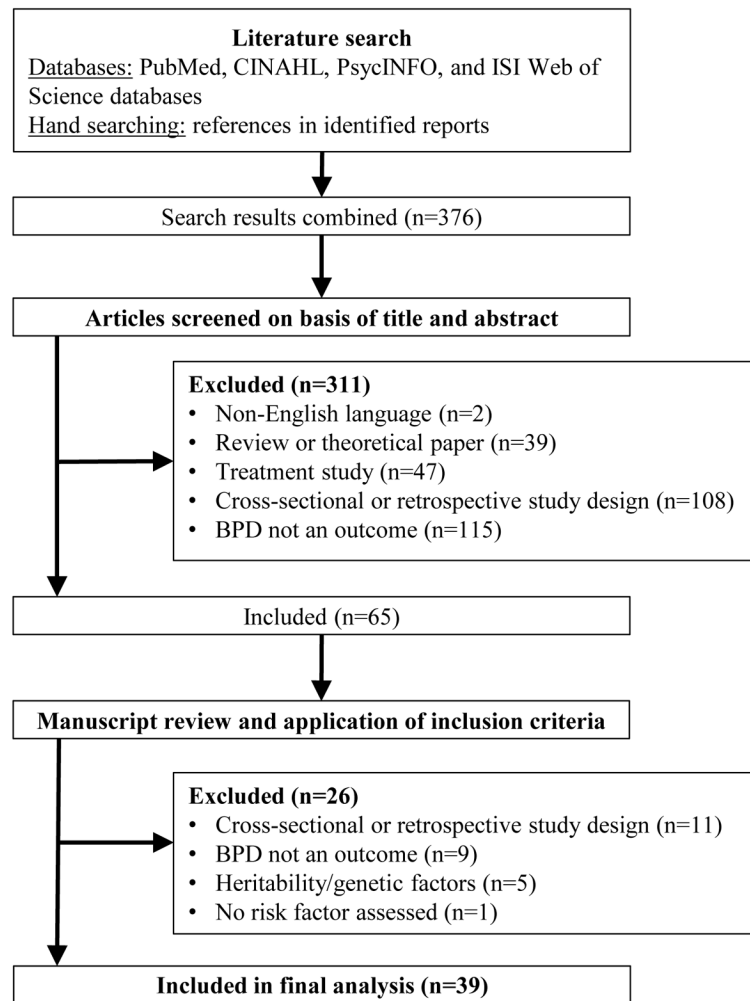 Literature search
Databases: PubMed, CINAHL, PsycINFO, and ISI Web of
Science databases
Hand searching: references in identified reports
Search results combined (n=376)
Articles screened on basis of title and abstract
Excluded (n=311)
• Non-English language (n=2)
• Review or theoretical paper (n=39)
• Treatment study (n=47)
• Cross-sectional or retrospective study design (n=108)
• BPD not an outcome (n=115)
Included (n=65)
Manuscript review and application of inclusion criteria
Excluded (n=26)
• Cross-sectional or retrospective study design (n=11)
• BPD not an outcome (n=9)
• Heritability/genetic factors (n=5)
• No risk factor assessed (n=1)
Included in final analysis (n=39)